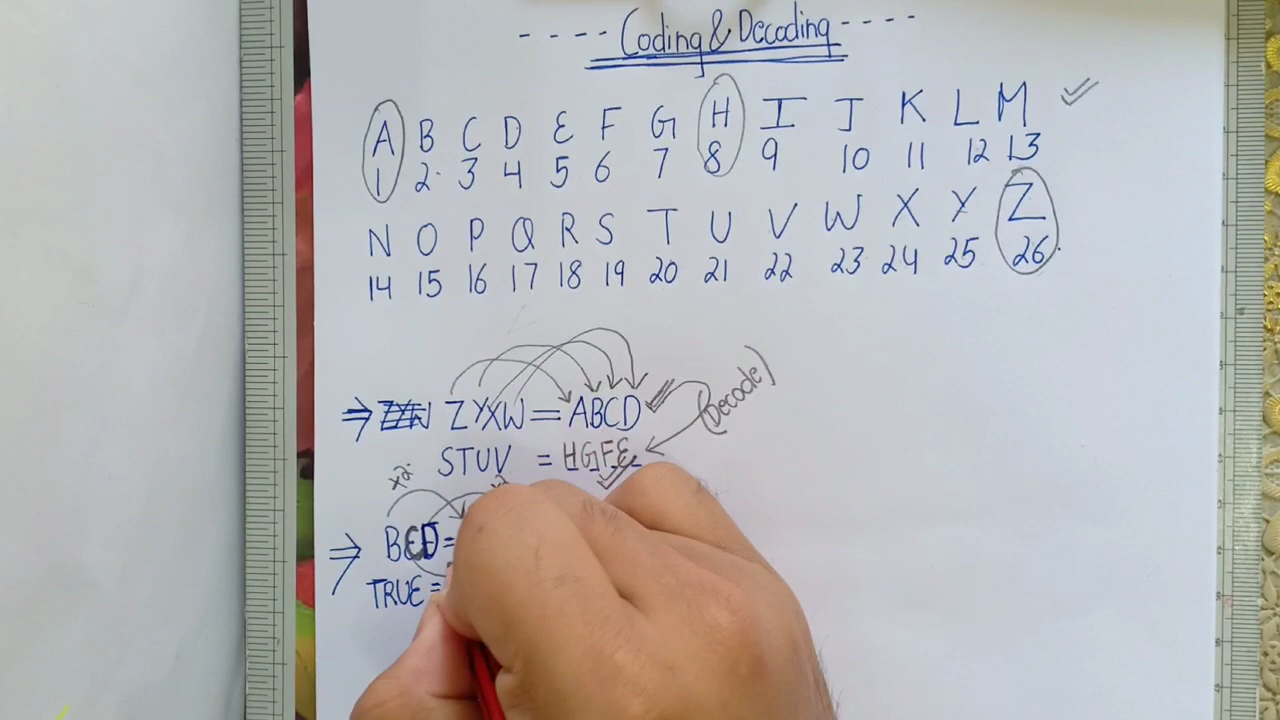 ---- Coding & Decoding ----
A B C D E F G H I J K L M
1 2 3 4 5 6 7 8 9 10 11 12 13
N O P Q R S T U V W X Y Z
14 15 16 17 18 19 20 21 22 23 24 25 26
⇒ ZYXW = ABCD (Decode)
STUV = HGFE
+2
⇒ =
TRUE =